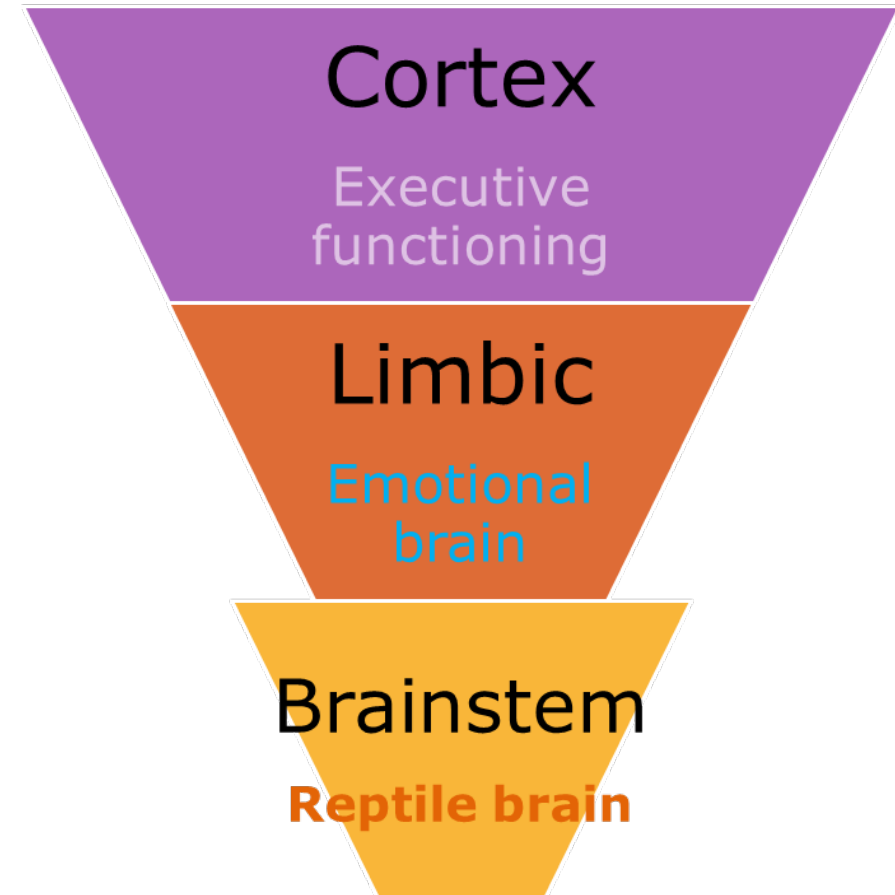 Cortex
Executive
functioning
Limbic
Emotional
brain
Brainstem
Reptile brain